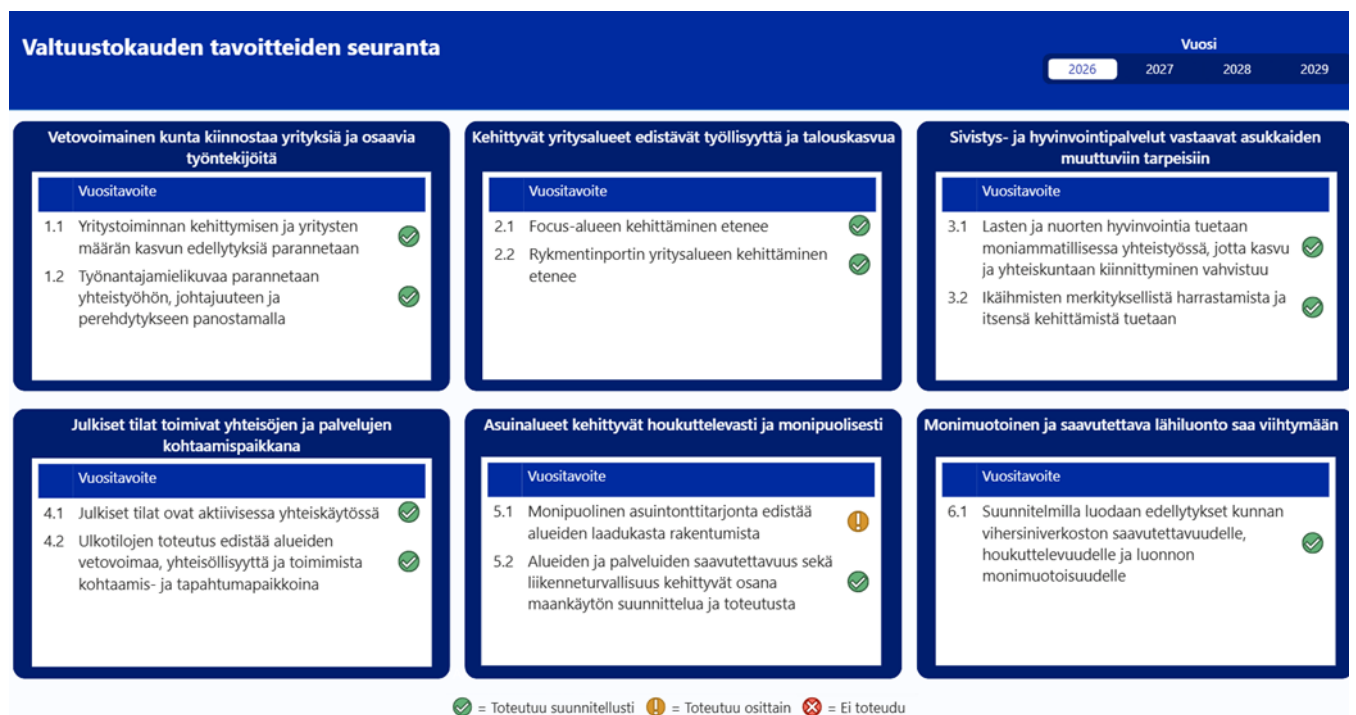 Valtuustokauden tavoitteiden seuranta
Vuosi
2026 2027 2028 2029
Vetovoimainen kunta kiinnostaa yrityksiä ja osaavia
työntekijöitä
Vuositavoite
1.1 Yritystoiminnan kehittymisen ja yritysten
määrän kasvun edellytyksiä parannetaan
1.2 Työnantajamielikuvaa parannetaan
yhteistyöhön, johtajuuteen ja
perehdytykseen panostamalla
Kehittyvät yritysalueet edistävät työllisyyttä ja talouskasvua
Vuositavoite
2.1 Focus-alueen kehittäminen etenee
2.2 Rykmentinportin yritysalueen kehittäminen
etenee
Sivistys- ja hyvinvointipalvelut vastaavat asukkaiden
muuttuviin tarpeisiin
Vuositavoite
3.1 Lasten ja nuorten hyvinvointia tuetaan
moniammatillisessa yhteistyössä, jotta kasvu
ja yhteiskuntaan kiinnittyminen vahvistuu
3.2 Ikäihmisten merkityksellistä harrastamista ja
itsensä kehittämistä tuetaan
Julkiset tilat toimivat yhteisöjen ja palvelujen
kohtaamispaikkana
Vuositavoite
4.1 Julkiset tilat ovat aktiivisessa yhteiskäytössä
4.2 Ulkotilojen toteutus edistää alueiden
vetovoimaa, yhteisöllisyyttä ja toimimista
kohtaamis- ja tapahtumapaikkoina
Asuinalueet kehittyvät houkuttelevasti ja monipuolisesti
Vuositavoite
5.1 Monipuolinen asuintonttitarjonta edistää
alueiden laadukasta rakentumista
5.2 Alueiden ja palveluiden saavutettavuus sekä
liikenneturvallisuus kehittyvät osana
maankäytön suunnittelua ja toteutusta
Monimuotoinen ja saavutettava lähiluonto saa viihtymään
Vuositavoite
6.1 Suunnitelmilla luodaan edellytykset kunnan
vihersiniverkoston saavutettavuudelle,
houkuttelevuudelle ja luonnon
monimuotoisuudelle
= Toteutuu suunnitellusti = Toteutuu osittain = Ei toteudu